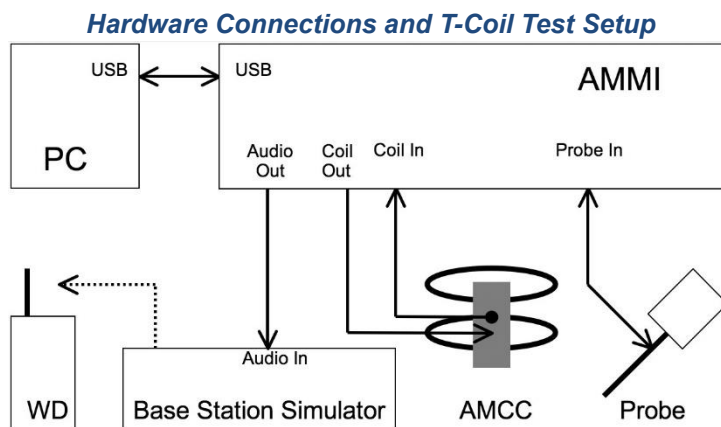 Hardware Connections and T-Coil Test Setup
USB
USB
AMMI
PC
Audio
Out
Coil
Out
Coil In
Probe In
Audio In
WD
Base Station Simulator
AMCC
Probe